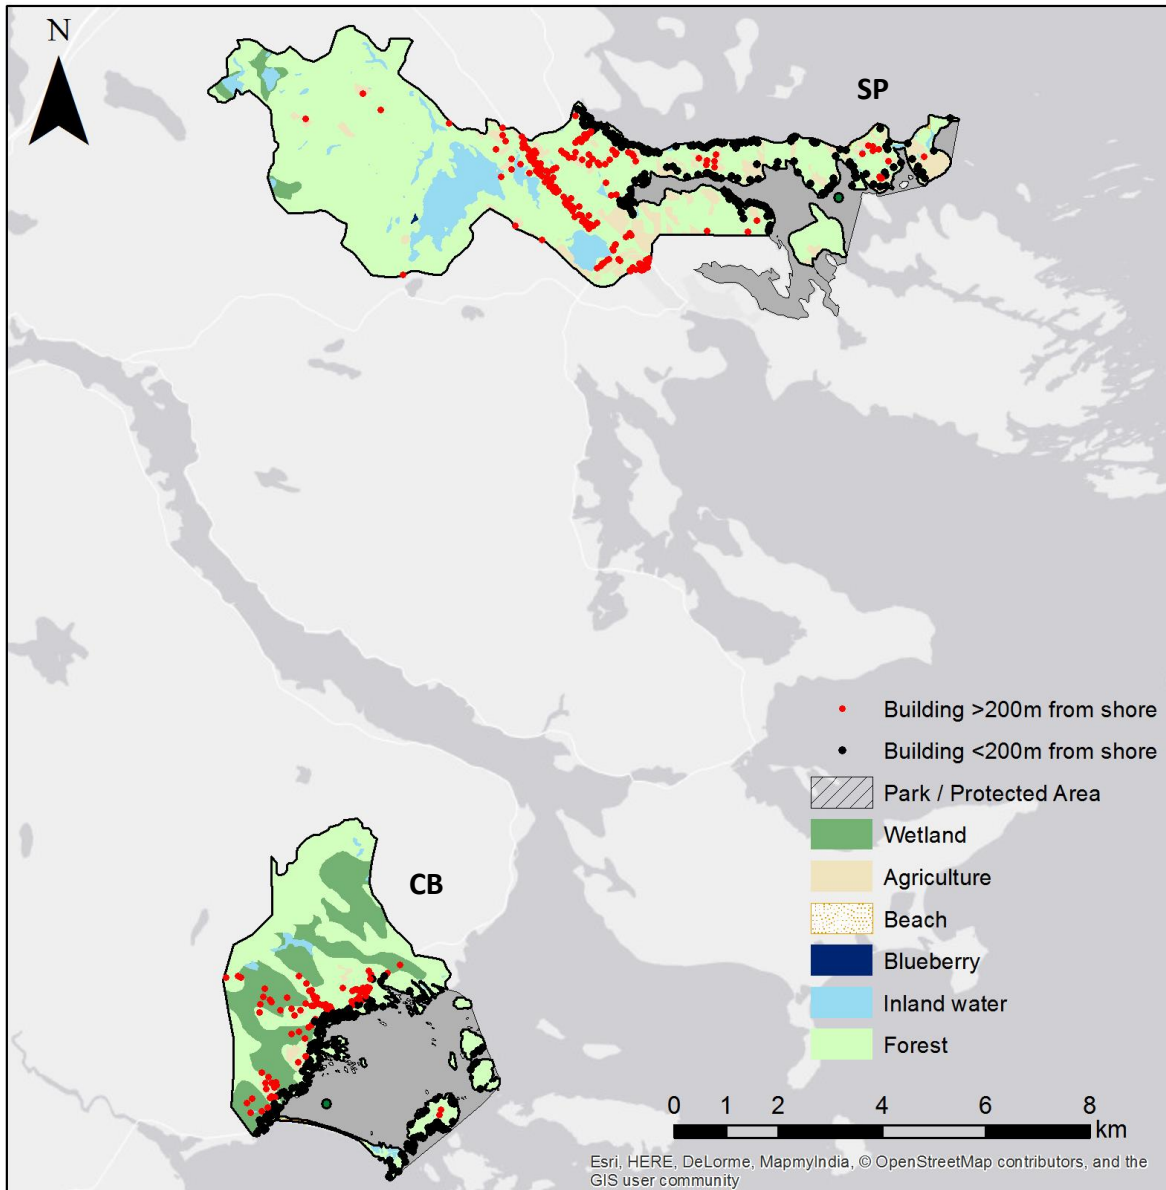 N
SP
CB
Building >200m from shore
Building <200m from shore
Park / Protected Area
Wetland
Agriculture
Beach
Blueberry
Inland water
Forest
0 1 2 4 6 8
km
Esri, HERE, DeLorme, MapmyIndia, © OpenStreetMap contributors, and the
GIS user community